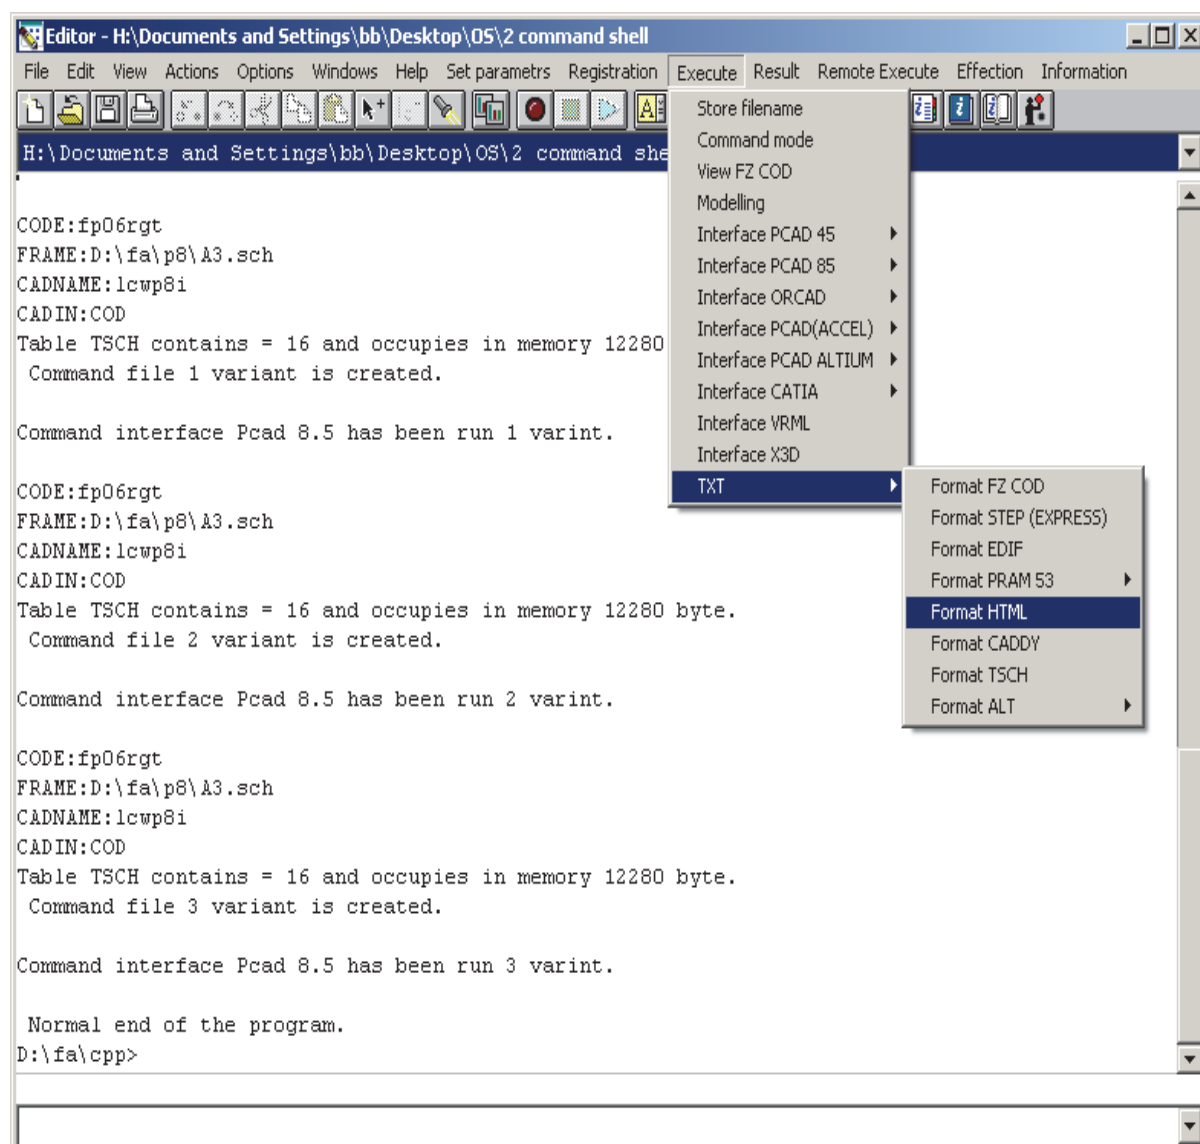 Editor - H:\Documents and Settings\bb\Desktop\OS\2 command shell
File Edit View Actions Options Windows Help Set parametrs Registration Execute Result Remote Execute Effection Information
H:\Documents and Settings\bb\Desktop\OS\2 command she
Store filename
Command mode
View FZ COD
Modelling
Interface PCAD 45
Interface PCAD 85
Interface ORCAD
Interface PCAD(ACCEL)
Interface PCAD ALTIUM
Interface CATIA
Interface VRML
Interface X3D
TXT
Format FZ COD
Format STEP (EXPRESS)
Format EDIF
Format PRAM 53
Format HTML
Format CADDY
Format TSCH
Format ALT
CODE:fp06rgt
FRAME:D:\fa\p8\A3.sch
CADNAME:lcwp8i
CADIN:COD
Table TSCH contains = 16 and occupies in memory 12280
Command file 1 variant is created.
Command interface Pcad 8.5 has been run 1 varint.
CODE:fp06rgt
FRAME:D:\fa\p8\A3.sch
CADNAME:lcwp8i
CADIN:COD
Table TSCH contains = 16 and occupies in memory 12280 byte.
Command file 2 variant is created.
Command interface Pcad 8.5 has been run 2 varint.
CODE:fp06rgt
FRAME:D:\fa\p8\A3.sch
CADNAME:lcwp8i
CADIN:COD
Table TSCH contains = 16 and occupies in memory 12280 byte.
Command file 3 variant is created.
Command interface Pcad 8.5 has been run 3 varint.
Normal end of the program.
D:\fa\cpp>